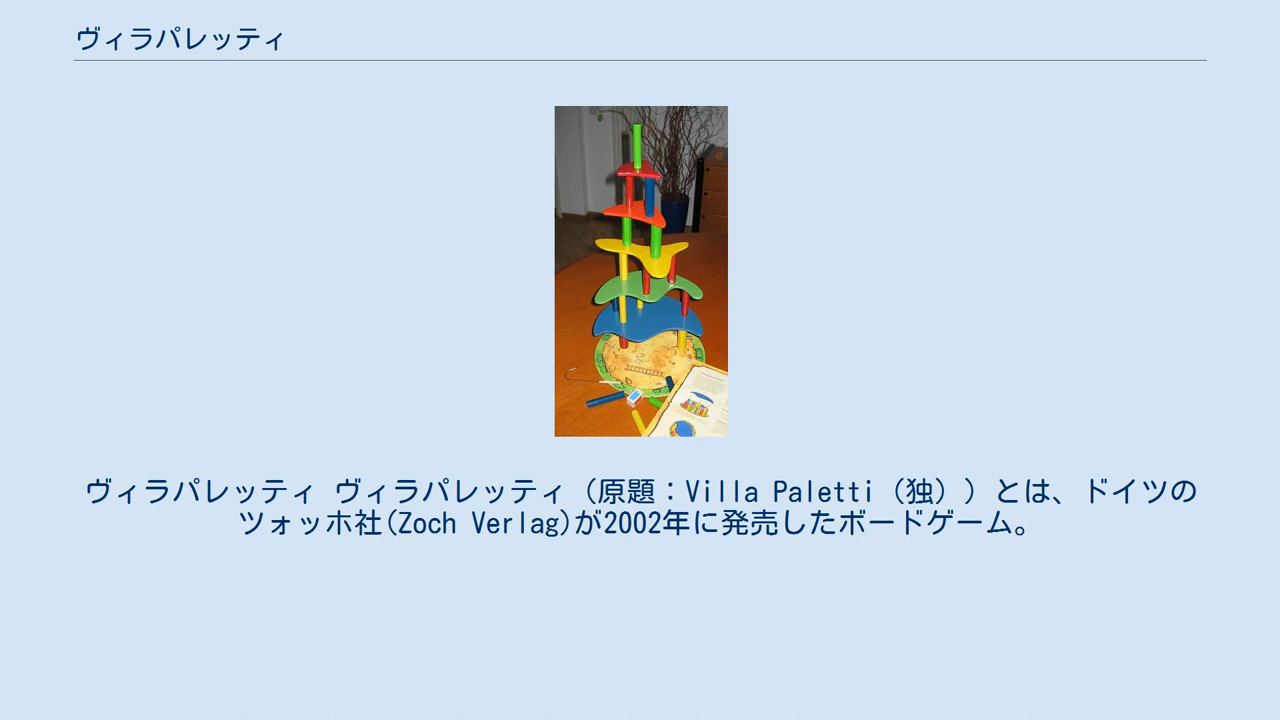 ヴィラパレッティ
ヴィラパレッティ ヴィラパレッティ（原題：Villa Paletti（独））とは、ドイツの
ツォッホ社(Zoch Verlag)が2002年に発売したボードゲーム。